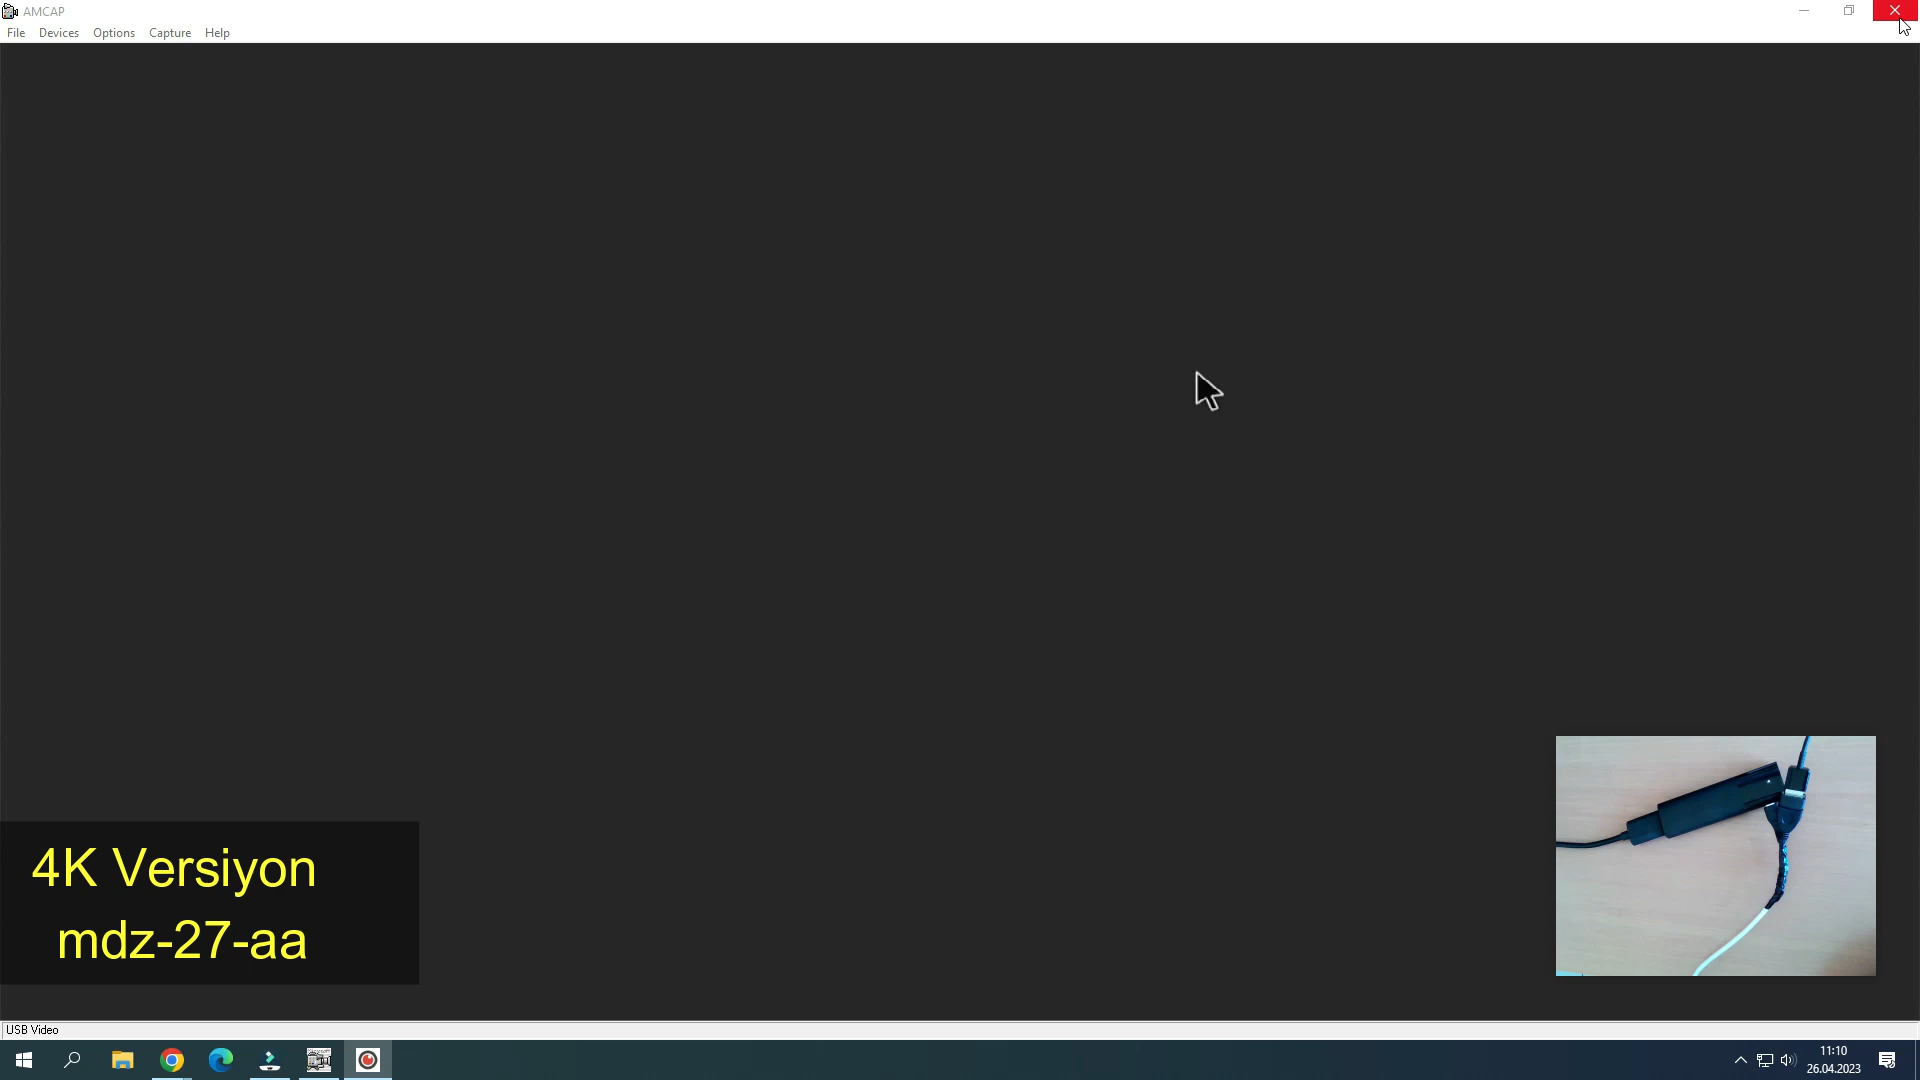 AMCAP
File Devices Options Capture Help
4K Versiyon
mdz-27-aa
USB Video
11:10
26.04.2023